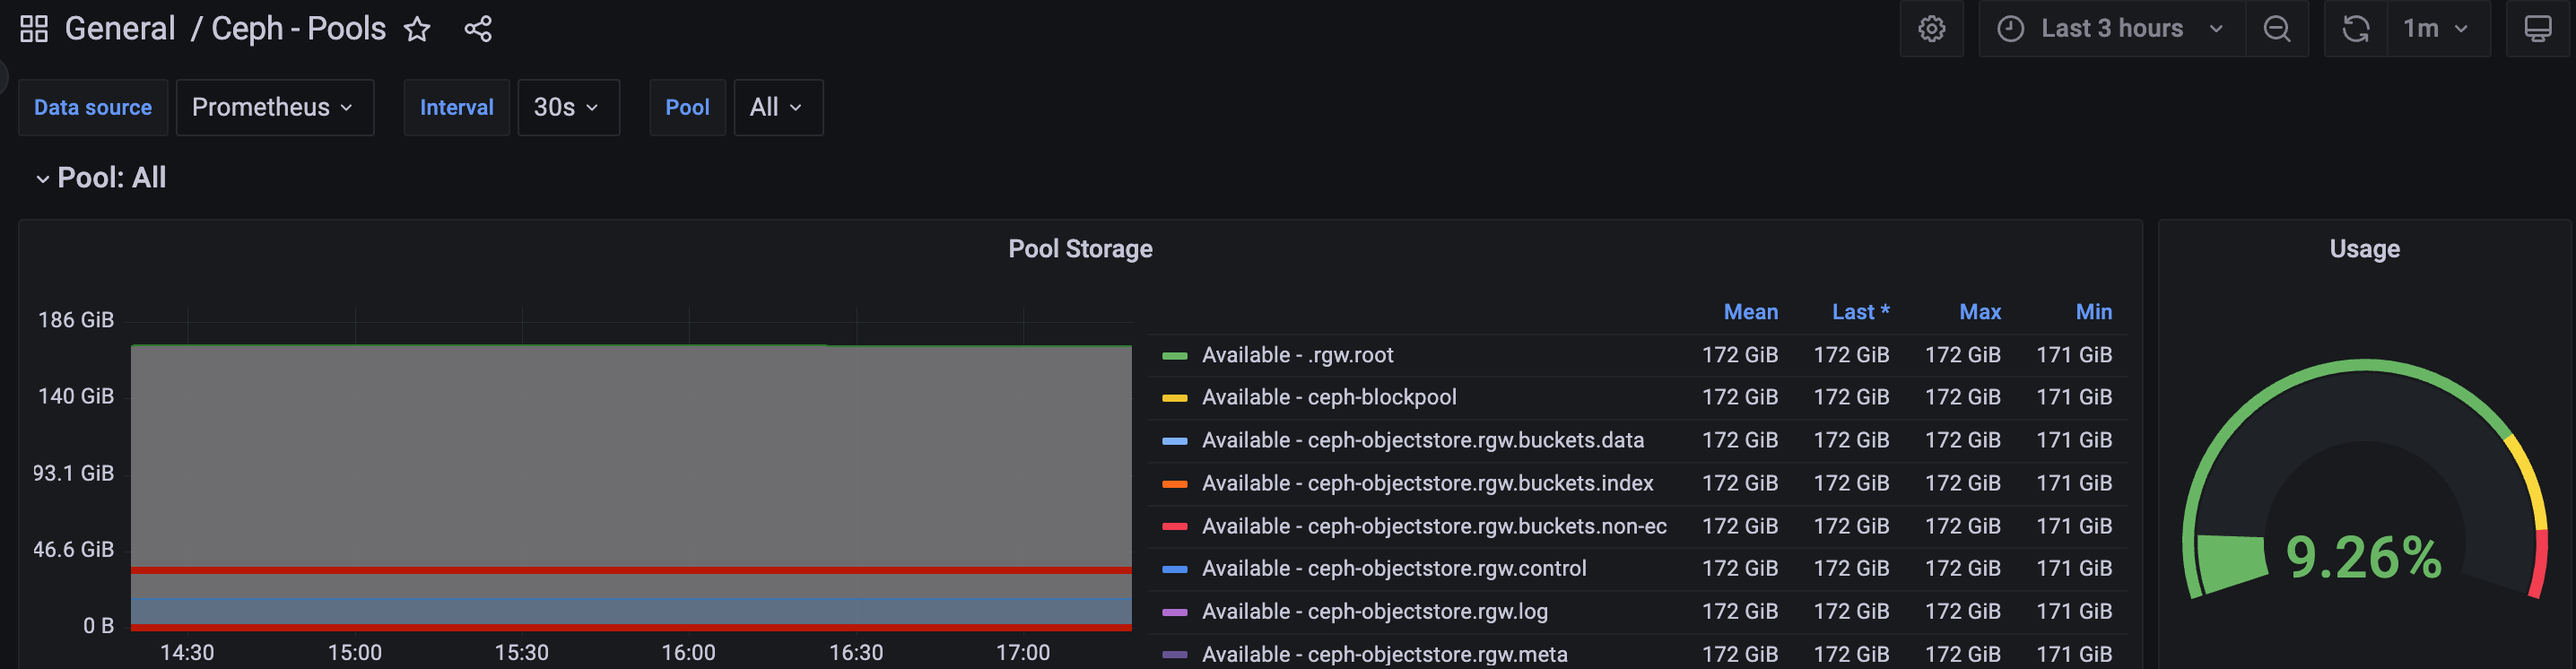 General / Ceph - Pools
Last 3 hours
1m
Data source
Prometheus
Interval
30s
Pool
All
Pool: All
Pool Storage
186 GiB
140 GiB
93.1 GiB
46.6 GiB
0 B
14:30 15:00 15:30 16:00 16:30 17:00
Mean Last * Max Min
Available - .rgw.root 172 GiB 172 GiB 172 GiB 171 GiB
Available - ceph-blockpool 172 GiB 172 GiB 172 GiB 171 GiB
Available - ceph-objectstore.rgw.buckets.data 172 GiB 172 GiB 172 GiB 171 GiB
Available - ceph-objectstore.rgw.buckets.index 172 GiB 172 GiB 172 GiB 171 GiB
Available - ceph-objectstore.rgw.buckets.non-ec 172 GiB 172 GiB 172 GiB 171 GiB
Available - ceph-objectstore.rgw.control 172 GiB 172 GiB 172 GiB 171 GiB
Available - ceph-objectstore.rgw.log 172 GiB 172 GiB 172 GiB 171 GiB
Available - ceph-objectstore.rgw.meta 172 GiB 172 GiB 172 GiB 171 GiB
Usage
9.26%